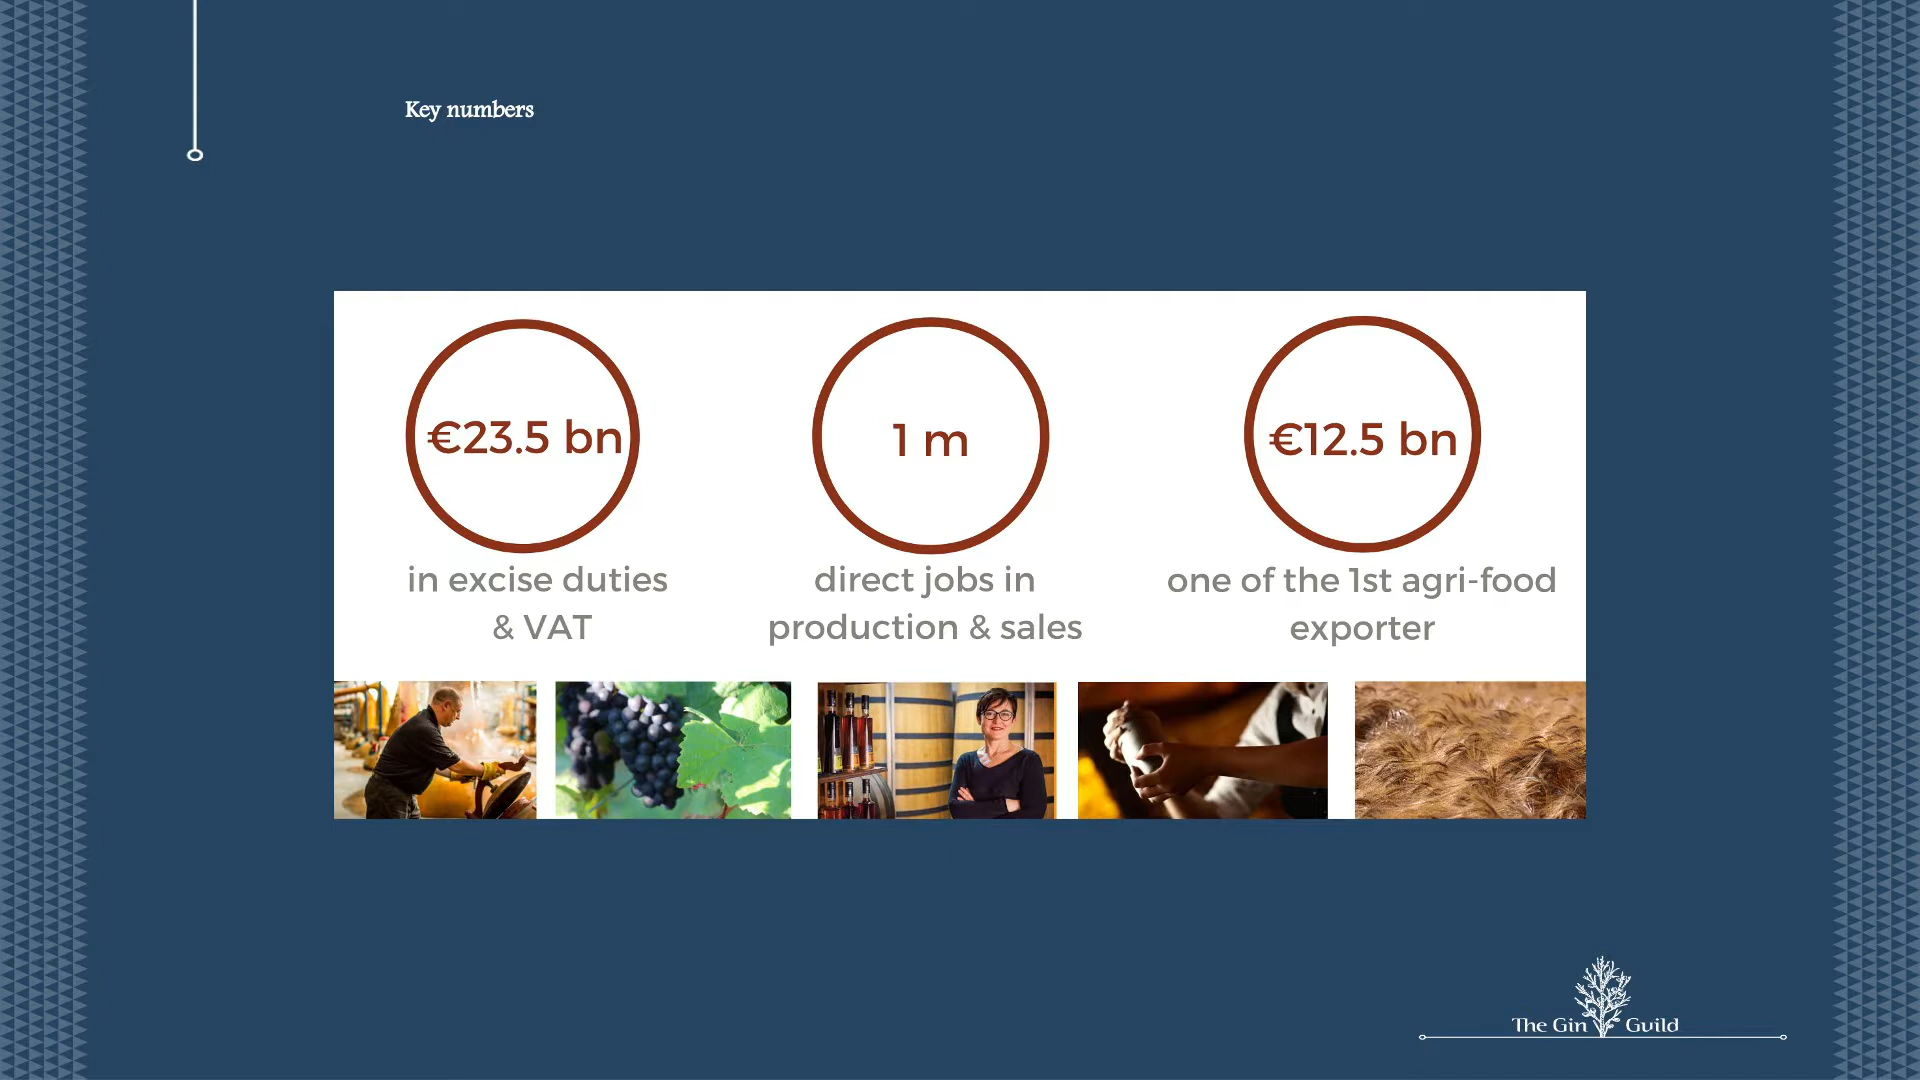 Key numbers
€23.5 bn
in excise duties
& VAT
1 m
direct jobs in
production & sales
€12.5 bn
one of the 1st agri-food
exporter
The Gin Guild